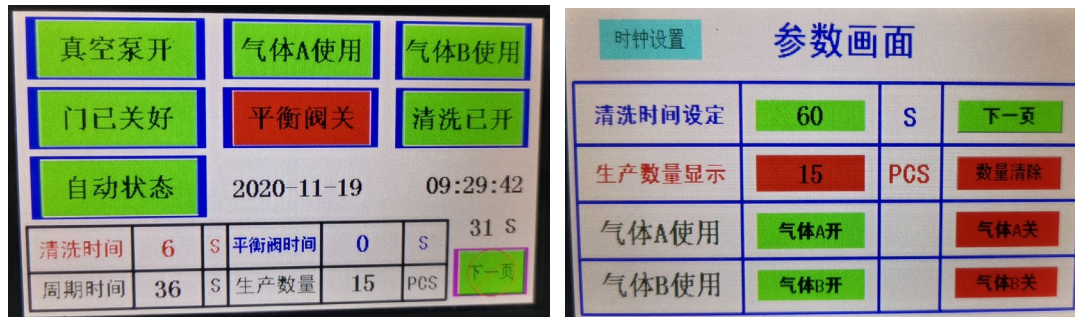 真空泵开 气体A使用 气体B使用
门已关好 平衡阀关 清洗已开
自动状态 2020-11-19 09:29:42
31 S
清洗时间 6 S 平衡阀时间 0 S
下一页
周期时间 36 S 生产数量 15 PCS
时钟设置 参数画面
清洗时间设定 60 S 下一页
生产数量显示 15 PCS 数量清除
气体A使用 气体A开 气体A关
气体B使用 气体B开 气体B关